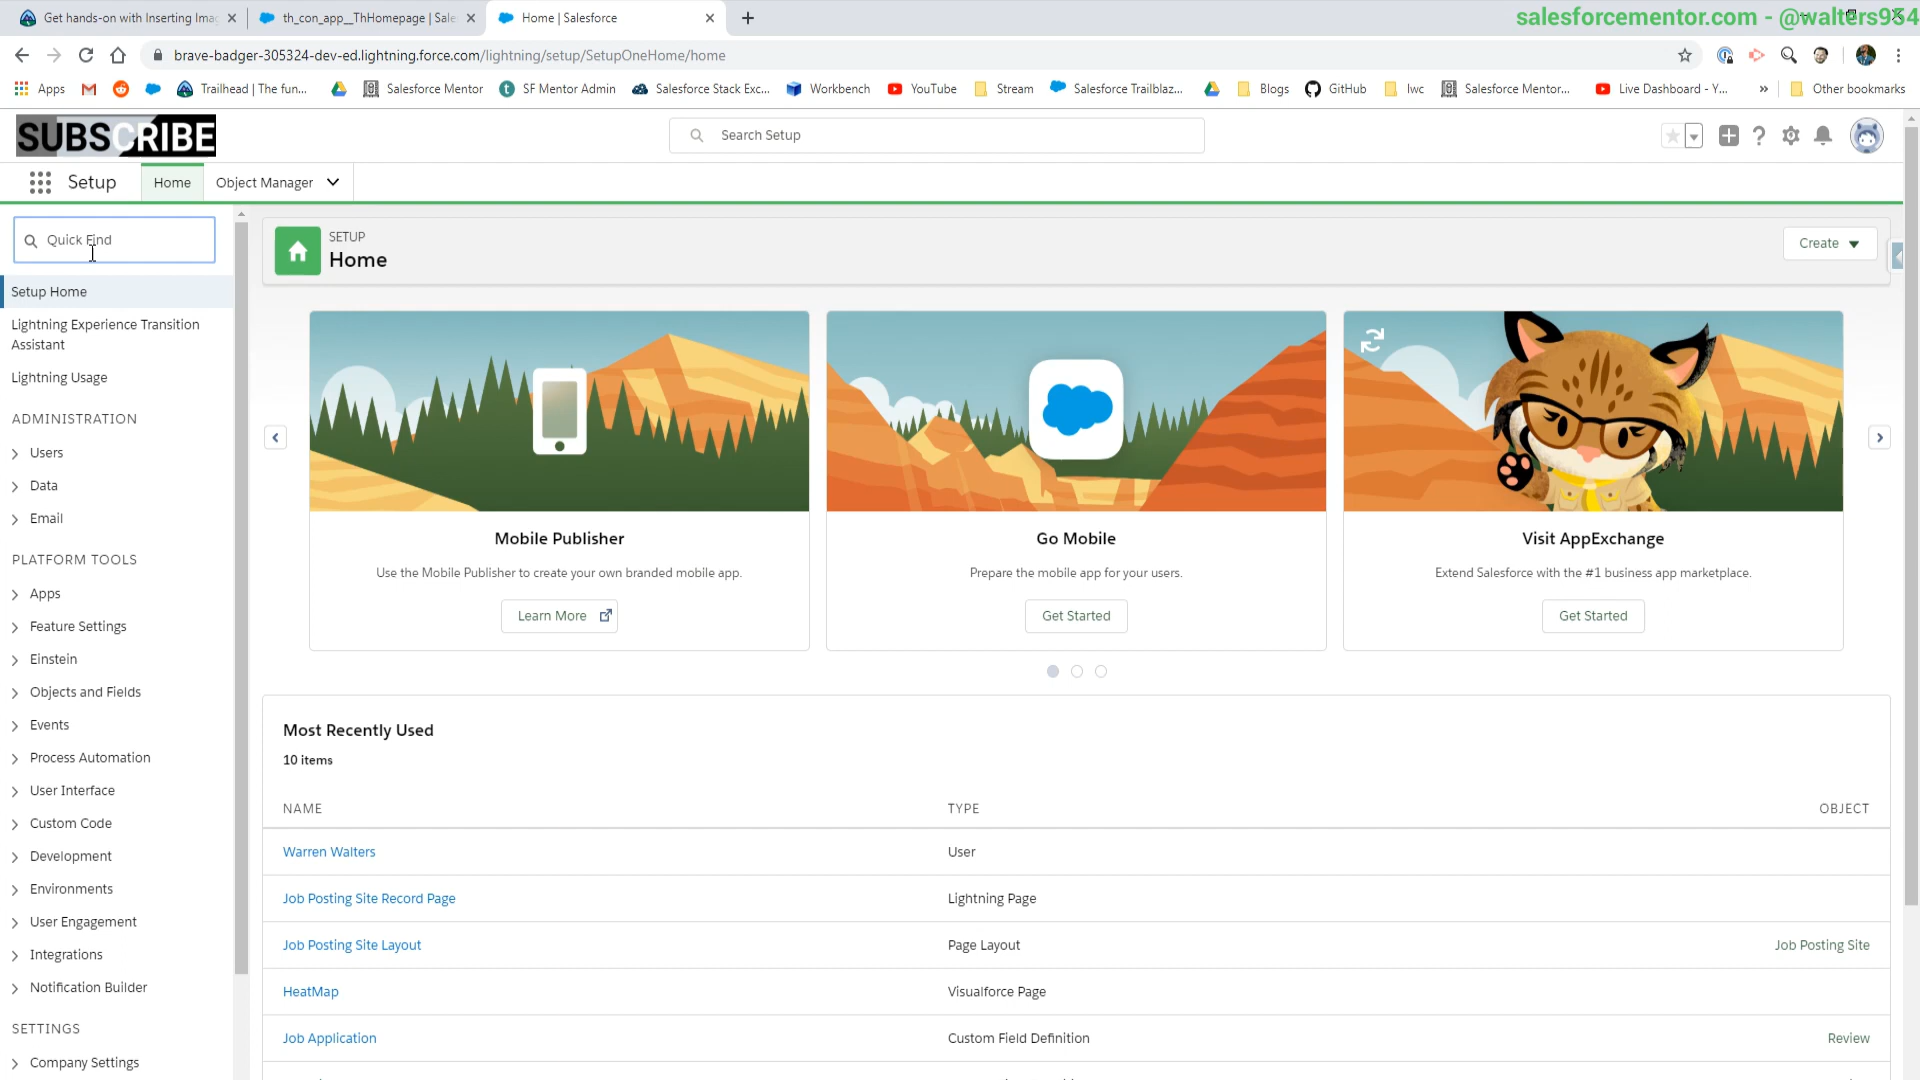 Get hands-on with Inserting Imag
th_con_app__ThHomepage | Sale
Home | Salesforce
salesforcementor.com - @walters954
brave-badger-305324-dev-ed.lightning.force.com/lightning/setup/SetupOneHome/home
Apps
Trailhead | The fun...
Salesforce Mentor
SF Mentor Admin
Salesforce Stack Exc...
Workbench
YouTube
Stream
Salesforce Trailblaz...
Blogs
GitHub
lwc
Salesforce Mentor...
Live Dashboard - Y...
»
Other bookmarks
SUBSCRIBE
Search Setup
Setup
Home
Object Manager
Quick Find
Setup Home
Lightning Experience Transition
Assistant
Lightning Usage
ADMINISTRATION
Users
Data
Email
PLATFORM TOOLS
Apps
Feature Settings
Einstein
Objects and Fields
Events
Process Automation
User Interface
Custom Code
Development
Environments
User Engagement
Integrations
Notification Builder
SETTINGS
Company Settings
SETUP
Home
Create
Mobile Publisher
Use the Mobile Publisher to create your own branded mobile app.
Learn More
Go Mobile
Prepare the mobile app for your users.
Get Started
Visit AppExchange
Extend Salesforce with the #1 business app marketplace.
Get Started
Most Recently Used
10 items
NAME TYPE OBJECT
Warren Walters User
Job Posting Site Record Page Lightning Page
Job Posting Site Layout Page Layout Job Posting Site
HeatMap Visualforce Page
Job Application Custom Field Definition Review